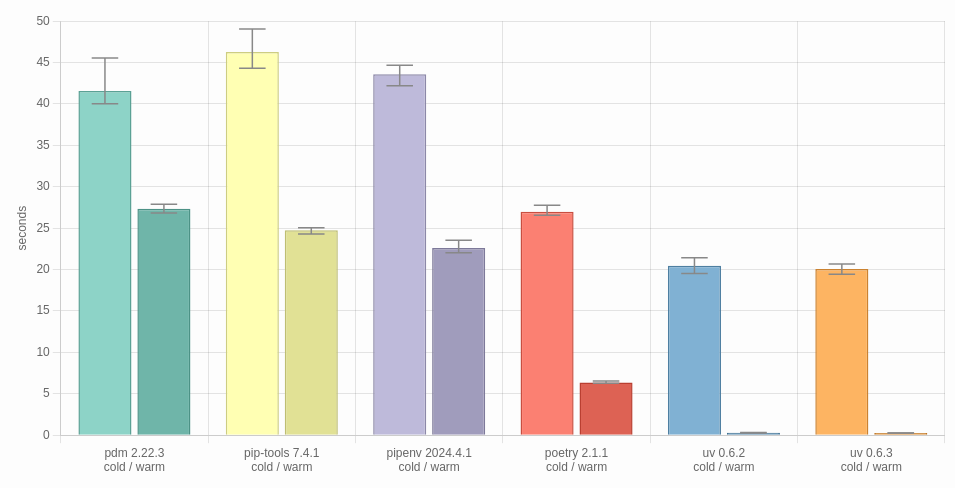 50
45
40
35
30
25
20
15
10
5
0
seconds
pdm 2.22.3
cold / warm
pip-tools 7.4.1
cold / warm
pipenv 2024.4.1
cold / warm
poetry 2.1.1
cold / warm
uv 0.6.2
cold / warm
uv 0.6.3
cold / warm